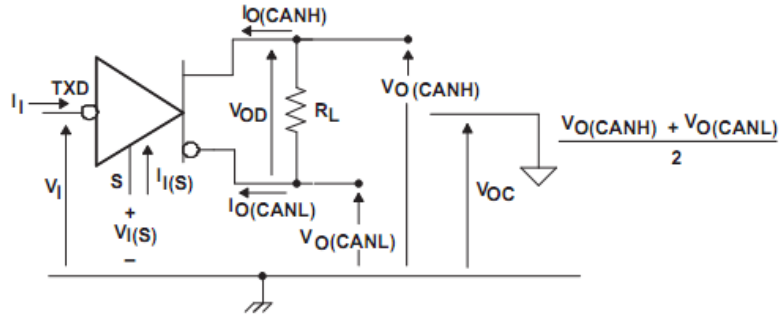 IO(CANH)
TXD
II
VOD
RL
VO(CANH)
VO(CANH) + VO(CANL)
2
VI
S
II(S)
+
VI(S)
–
IO(CANL)
VO(CANL)
VOC